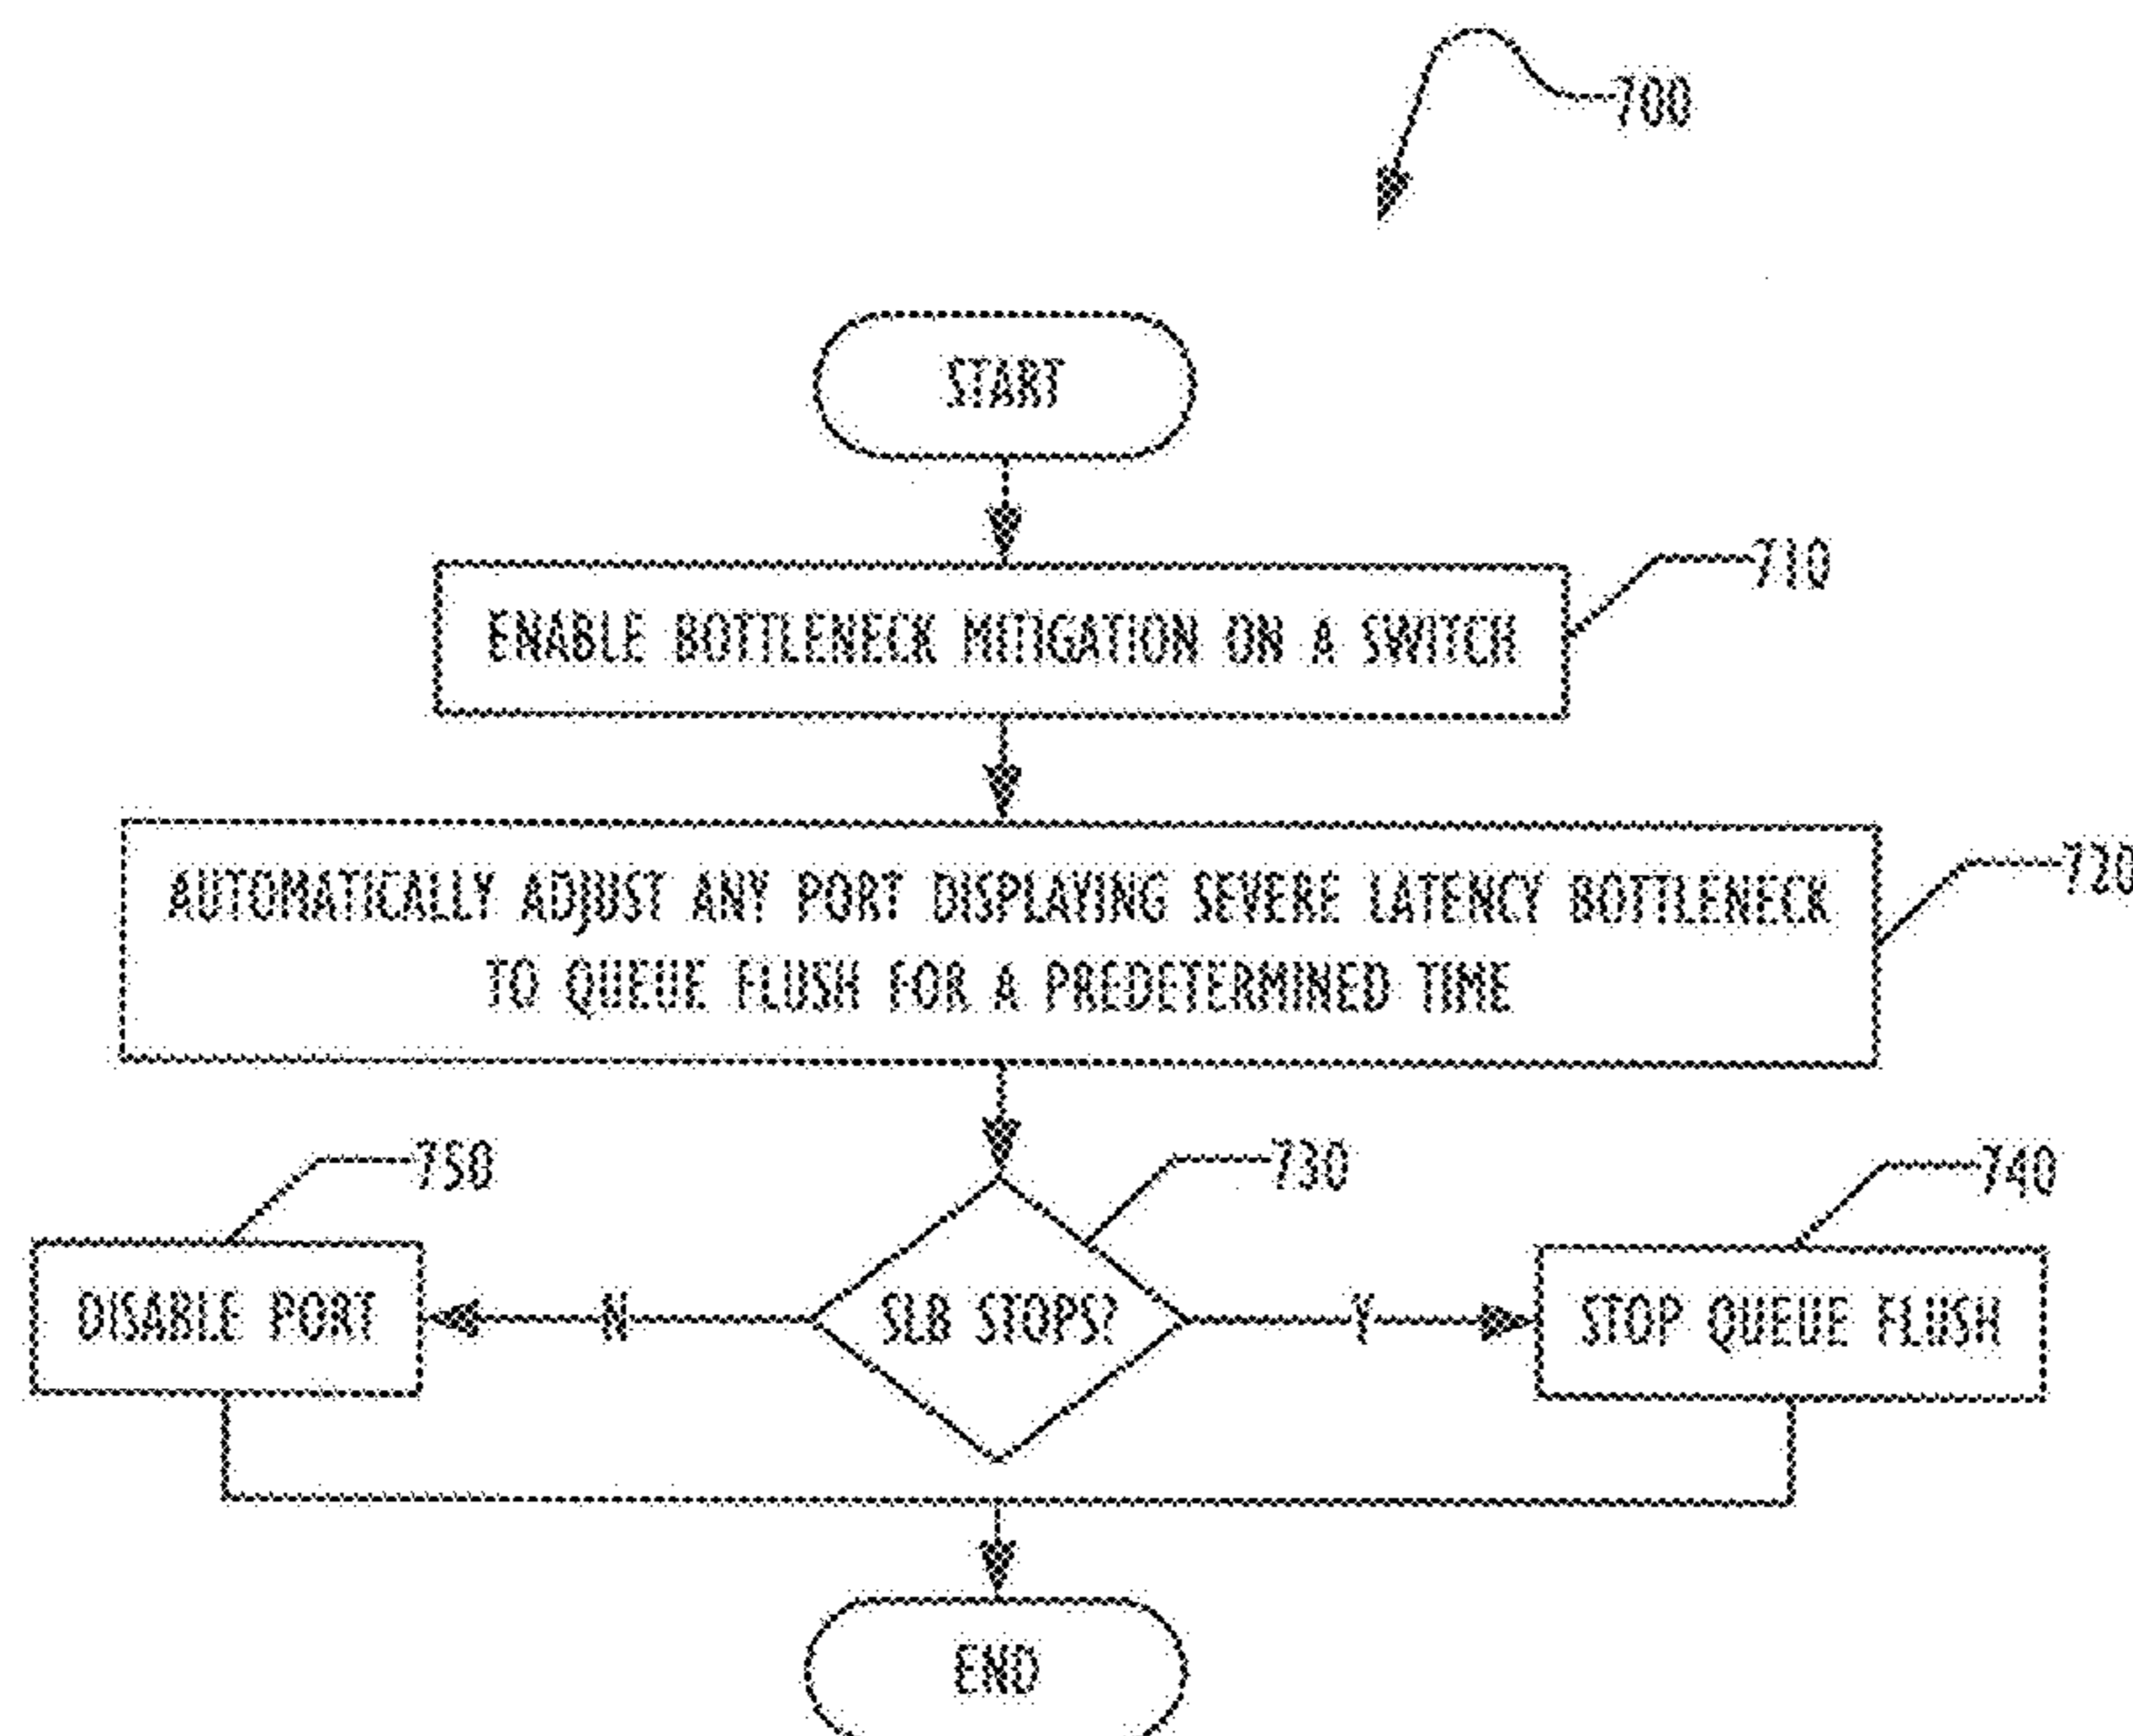 700
START
710
ENABLE BOTTLENECK MITIGATION ON A SWITCH
720
AUTOMATICALLY ADJUST ANY PORT DISPLAYING SEVERE LATENCY BOTTLENECK
TO QUEUE FLUSH FOR A PREDETERMINED TIME
750
730
740
DISABLE PORT
N
SLB STOPS?
Y
STOP QUEUE FLUSH
END